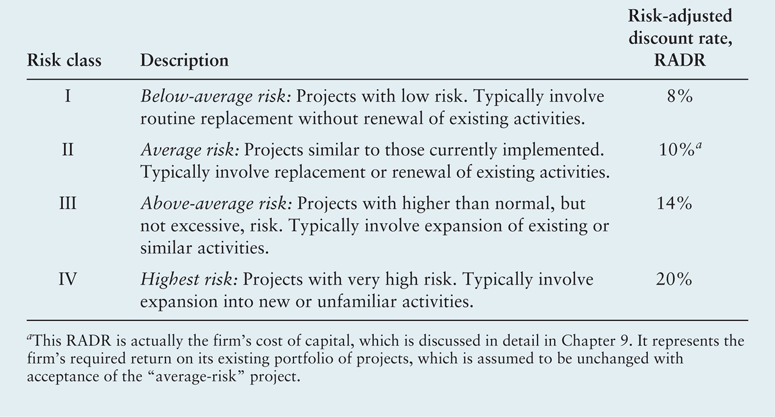 Risk-adjusted
discount rate,
Risk class Description RADR
I Below-average risk: Projects with low risk. Typically involve 8%
routine replacement without renewal of existing activities.
II Average risk: Projects similar to those currently implemented. 10%a
Typically involve replacement or renewal of existing activities.
III Above-average risk: Projects with higher than normal, but 14%
not excessive, risk. Typically involve expansion of existing or
similar activities.
IV Highest risk: Projects with very high risk. Typically involve 20%
expansion into new or unfamiliar activities.
aThis RADR is actually the firm's cost of capital, which is discussed in detail in Chapter 9. It represents the
firm's required return on its existing portfolio of projects, which is assumed to be unchanged with
acceptance of the “average-risk” project.